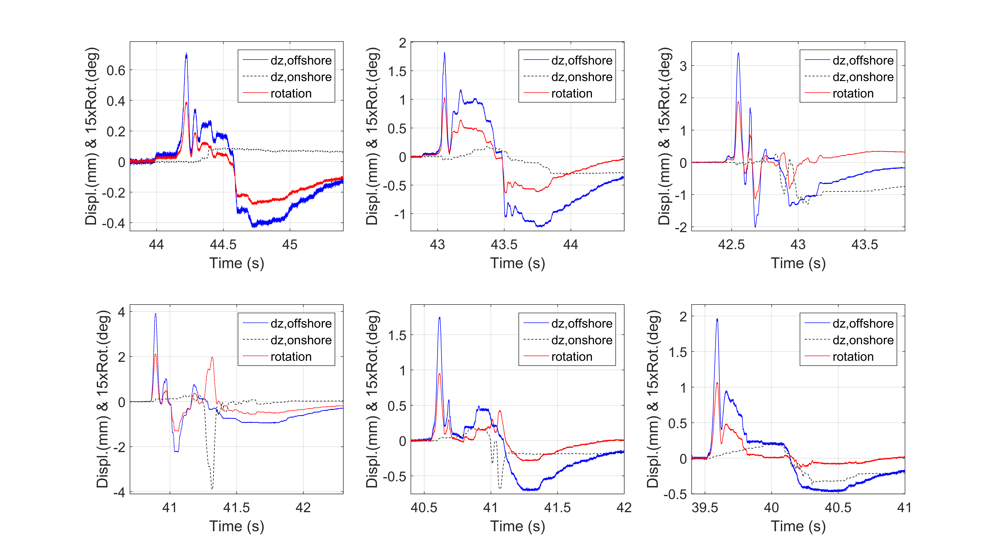 Displ.(mm) & 15xRot.(deg)
0.6
0.4
0.2
0
-0.2
-0.4
44
44.5
45
Time (s)
dz,offshore
dz,onshore
rotation
Displ.(mm) & 15xRot.(deg)
2
1.5
1
0.5
0
-0.5
-1
43
43.5
44
Time (s)
dz,offshore
dz,onshore
rotation
Displ.(mm) & 15xRot.(deg)
3
2
1
0
-1
-2
42.5
43
43.5
Time (s)
dz,offshore
dz,onshore
rotation
Displ.(mm) & 15xRot.(deg)
4
2
0
-2
-4
41
41.5
42
Time (s)
dz,offshore
dz,onshore
rotation
Displ.(mm) & 15xRot.(deg)
1.5
1
0.5
0
-0.5
40.5
41
41.5
42
Time (s)
dz,offshore
dz,onshore
rotation
Displ.(mm) & 15xRot.(deg)
2
1.5
1
0.5
0
-0.5
39.5
40
40.5
41
Time (s)
dz,offshore
dz,onshore
rotation